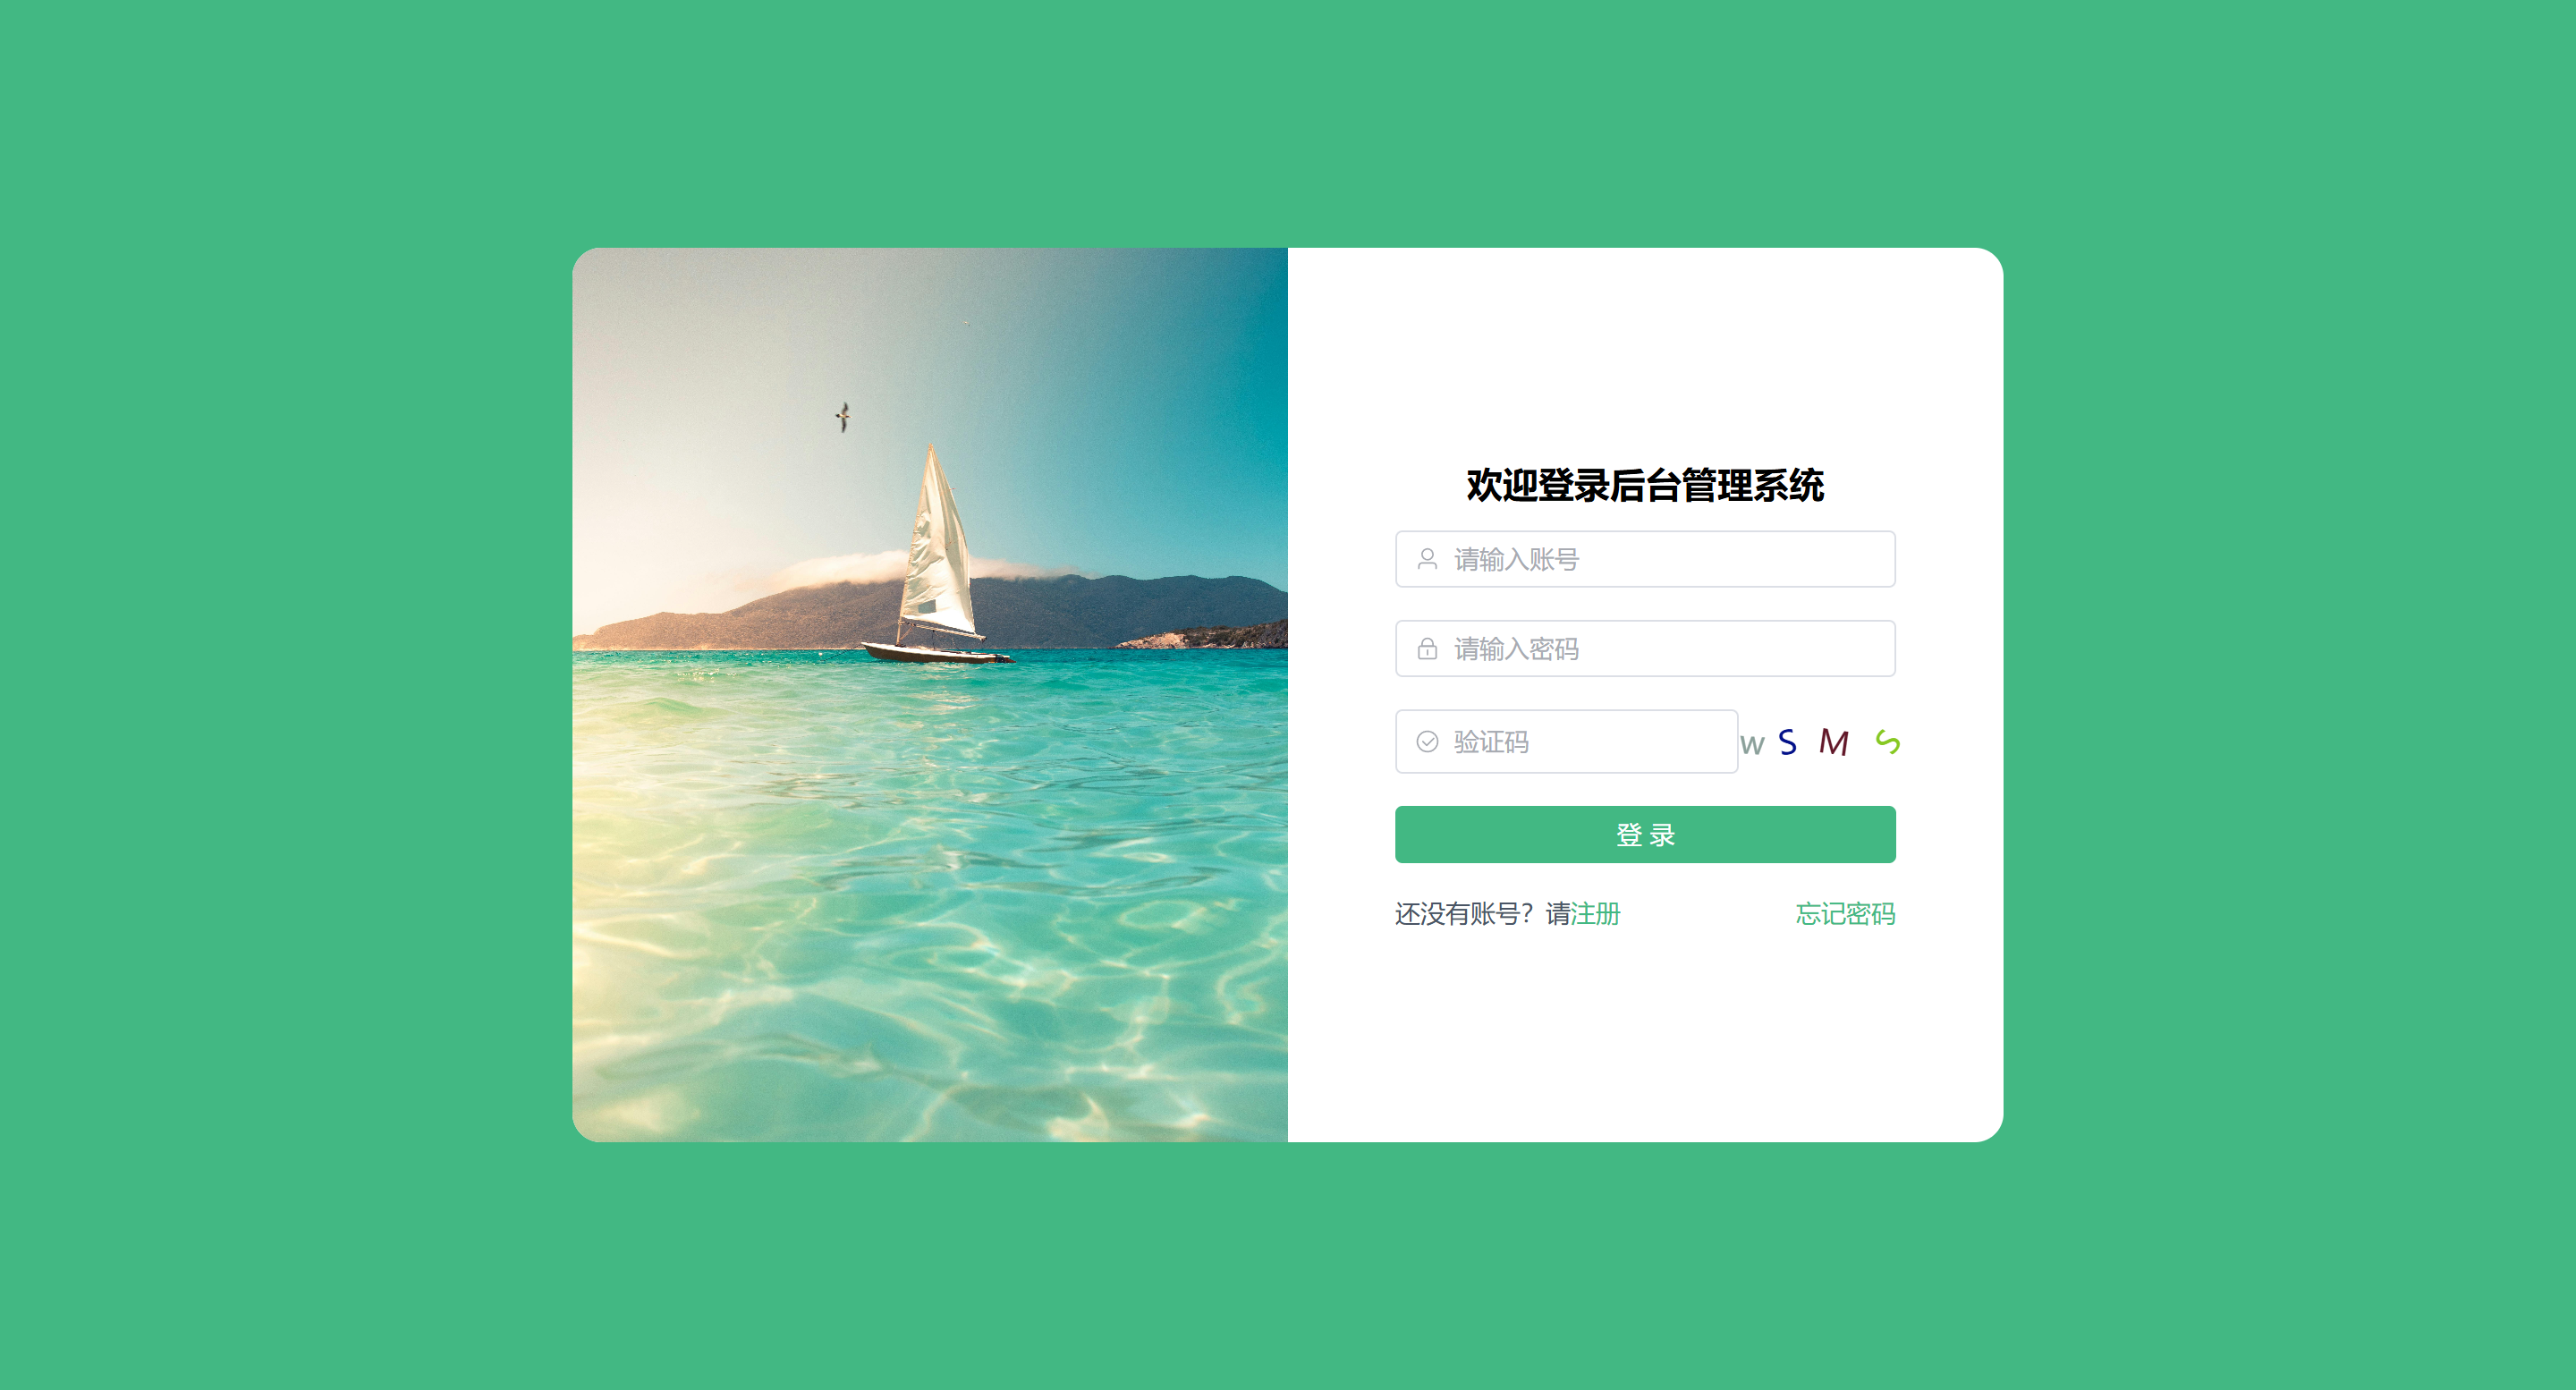 欢迎登录后台管理系统
请输入账号
请输入密码
验证码 w S M S
登 录
还没有账号？请注册 忘记密码